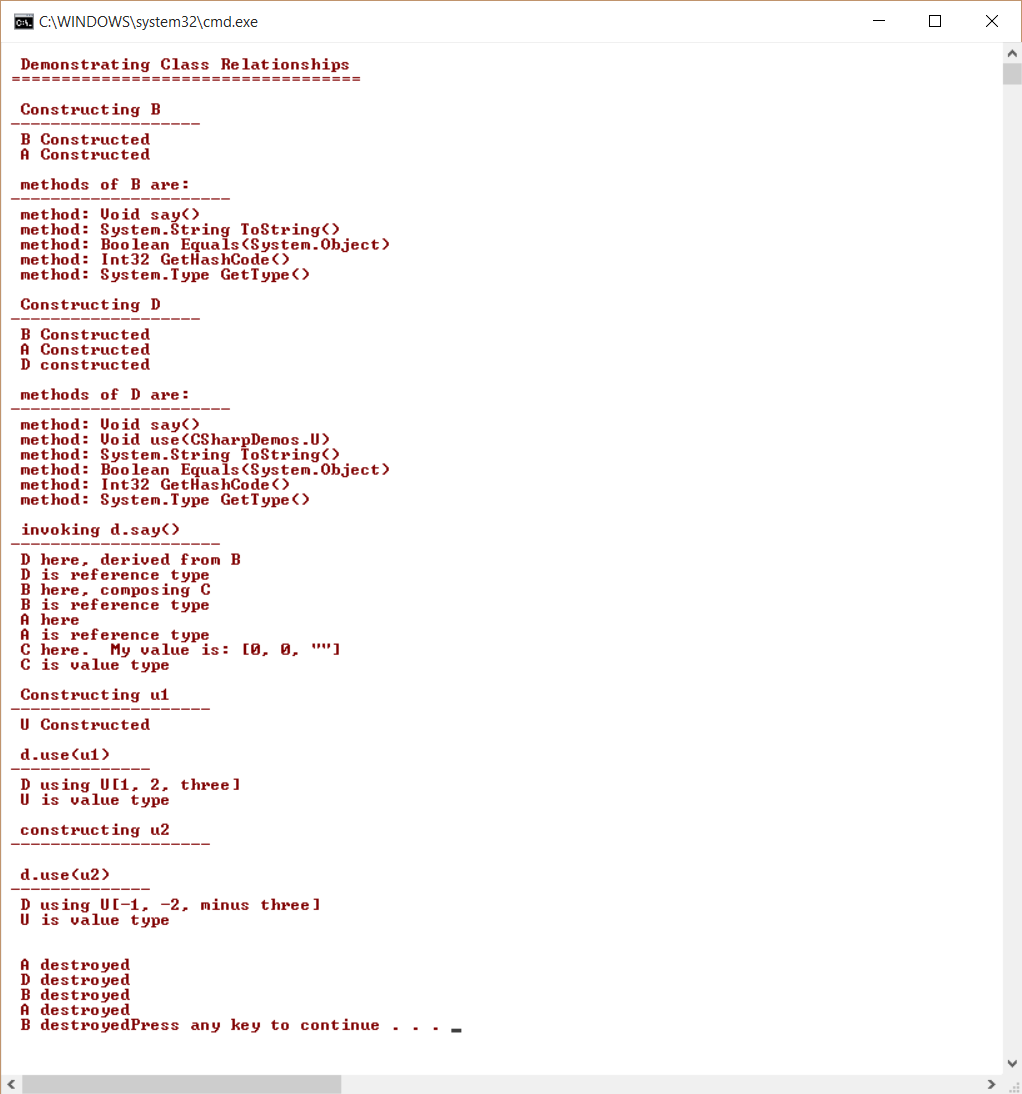 C:\WINDOWS\system32\cmd.exe
Demonstrating Class Relationships
===================================
Constructing B
-------------------
B Constructed
A Constructed
methods of B are:
----------------------
method: Void say()
method: System.String ToString()
method: Boolean Equals(System.Object)
method: Int32 GetHashCode()
method: System.Type GetType()
Constructing D
-------------------
B Constructed
A Constructed
D constructed
methods of D are:
----------------------
method: Void say()
method: Void use(CSharpDemos.U)
method: System.String ToString()
method: Boolean Equals(System.Object)
method: Int32 GetHashCode()
method: System.Type GetType()
invoking d.say()
---------------------
D here, derived from B
D is reference type
B here, composing C
B is reference type
A here
A is reference type
C here.  My value is: [0, 0, ""]
C is value type
Constructing u1
--------------------
U Constructed
d.use(u1)
--------------
D using U[1, 2, three]
U is value type
constructing u2
--------------------
d.use(u2)
--------------
D using U[-1, -2, minus three]
U is value type
A destroyed
D destroyed
B destroyed
A destroyed
B destroyedPress any key to continue . . . _